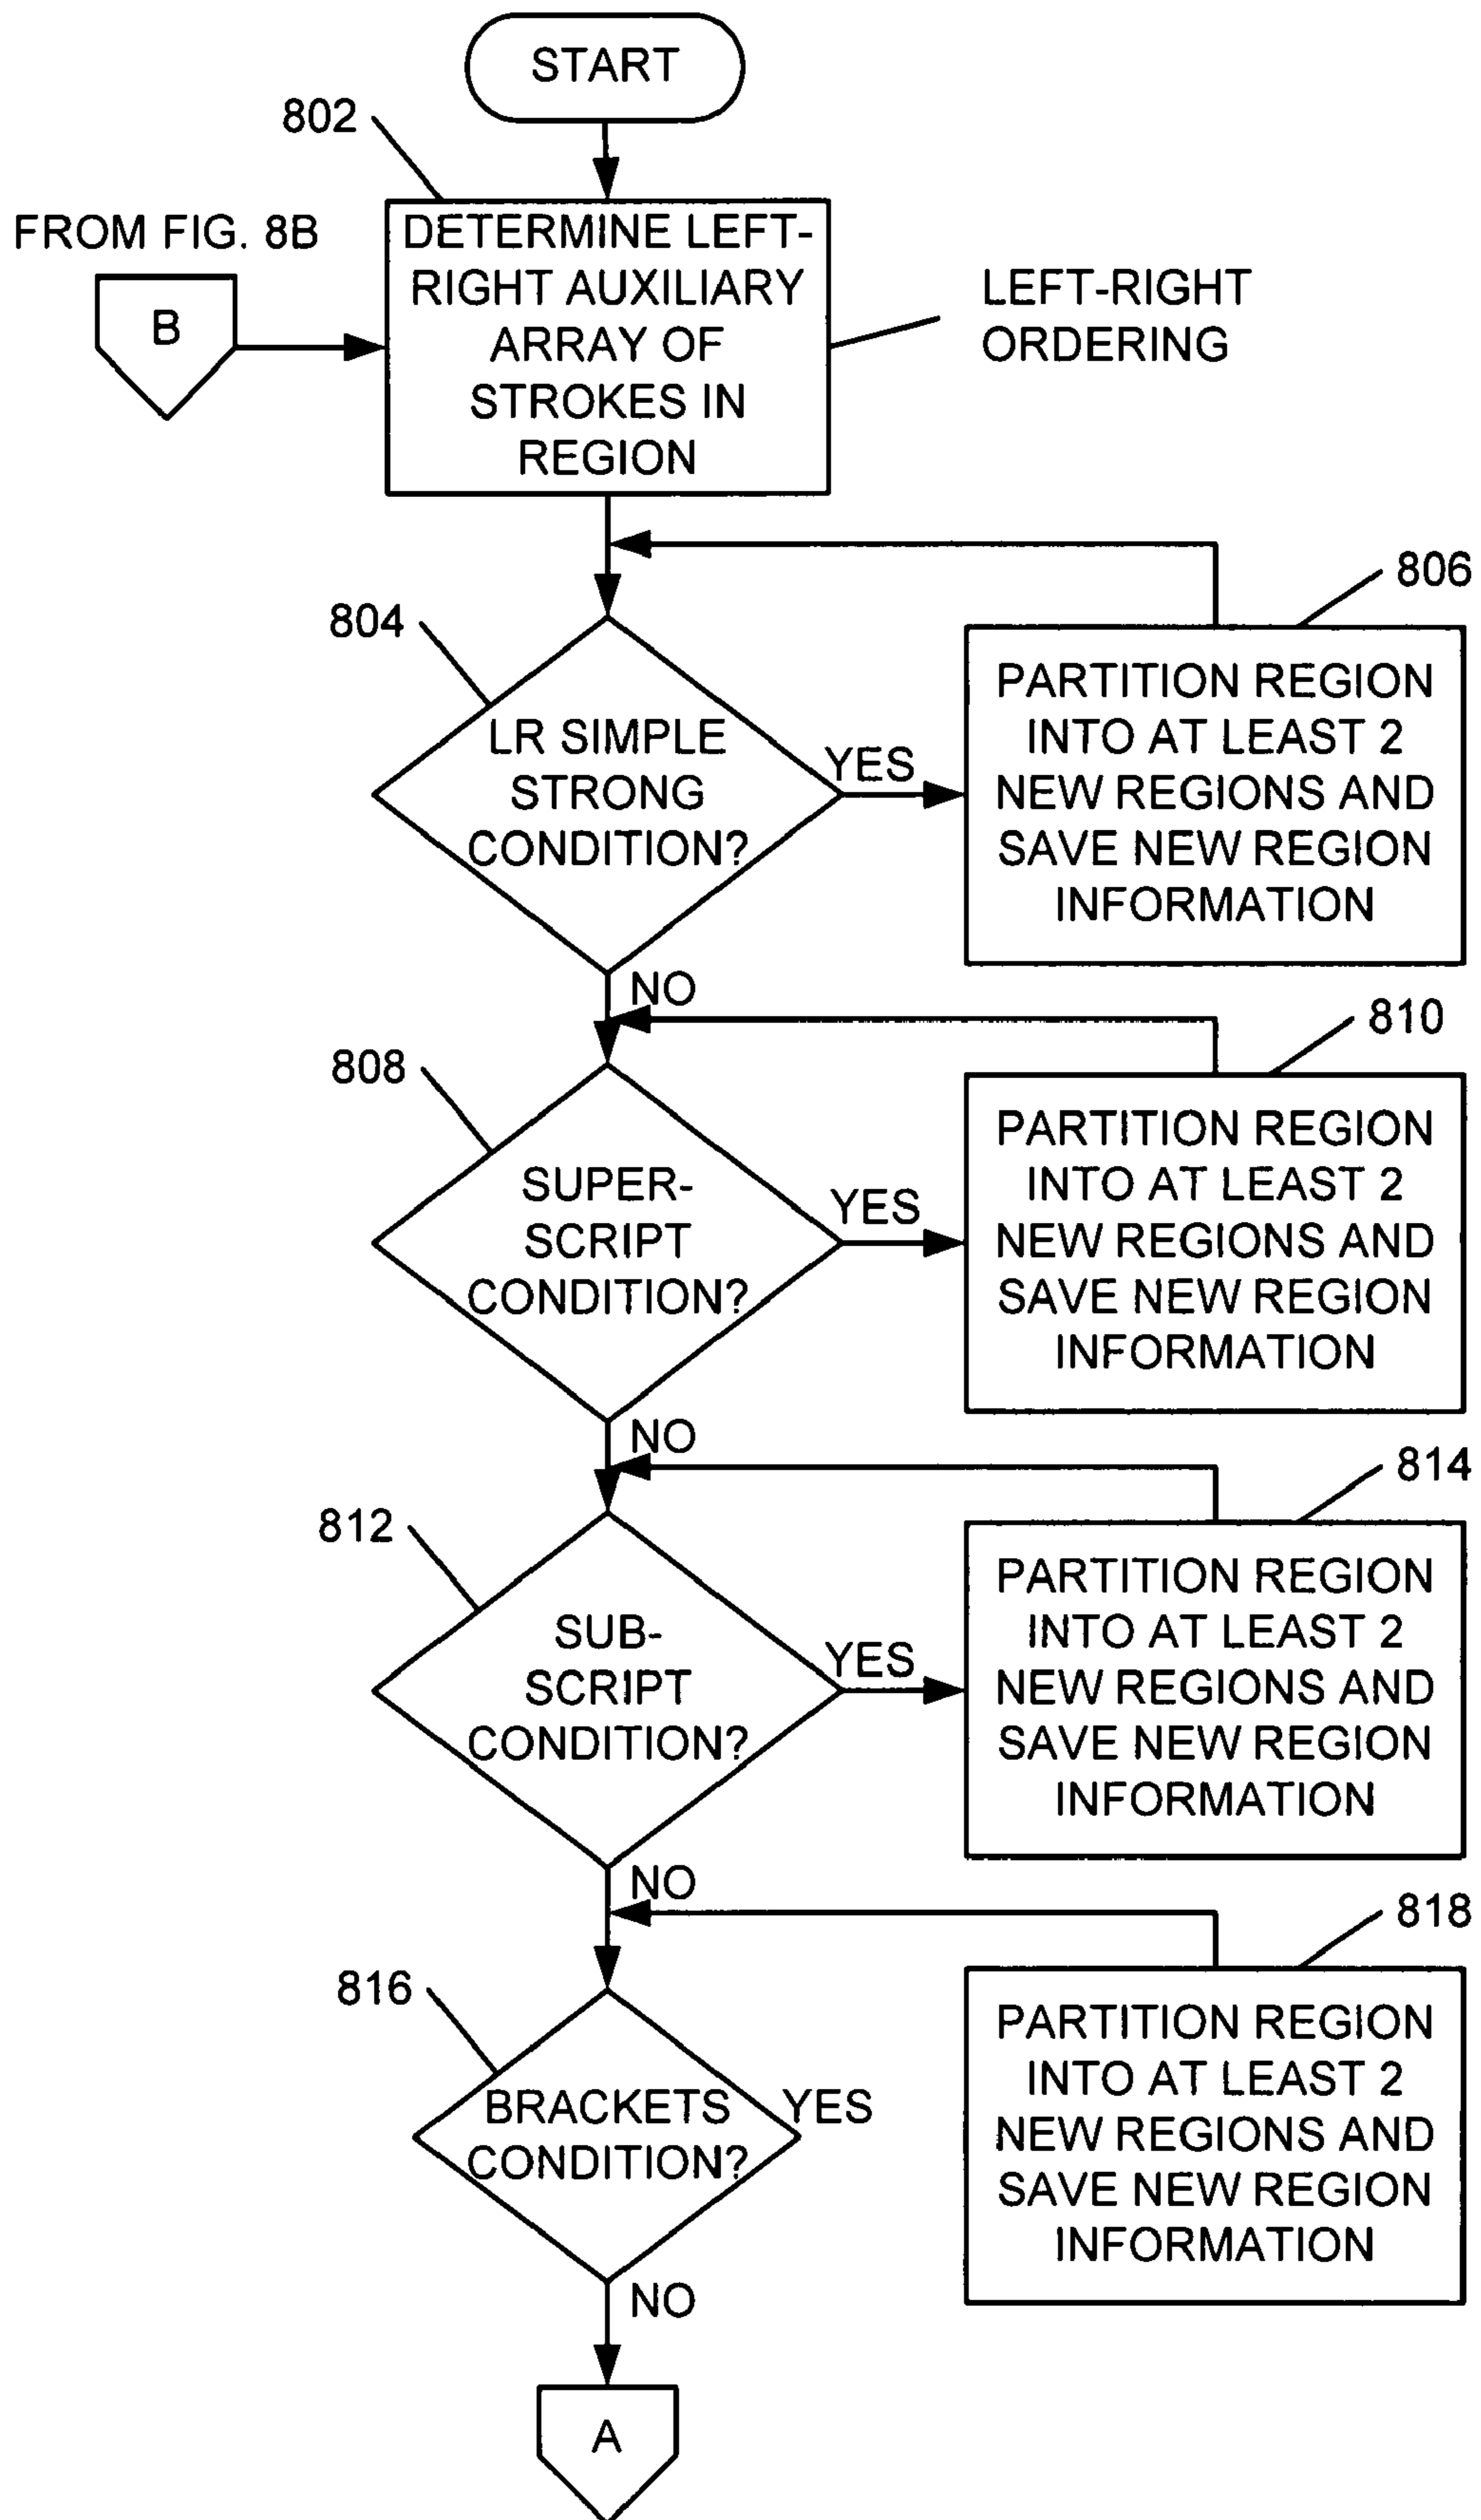 START
802
FROM FIG. 8B
B
DETERMINE LEFT-
RIGHT AUXILIARY
ARRAY OF
STROKES IN
REGION
LEFT-RIGHT
ORDERING
804
LR SIMPLE
STRONG
CONDITION?
YES
NO
806
PARTITION REGION
INTO AT LEAST 2
NEW REGIONS AND
SAVE NEW REGION
INFORMATION
808
SUPER-
SCRIPT
CONDITION?
YES
NO
810
PARTITION REGION
INTO AT LEAST 2
NEW REGIONS AND
SAVE NEW REGION
INFORMATION
812
SUB-
SCRIPT
CONDITION?
YES
NO
814
PARTITION REGION
INTO AT LEAST 2
NEW REGIONS AND
SAVE NEW REGION
INFORMATION
816
BRACKETS
CONDITION?
YES
NO
818
PARTITION REGION
INTO AT LEAST 2
NEW REGIONS AND
SAVE NEW REGION
INFORMATION
A